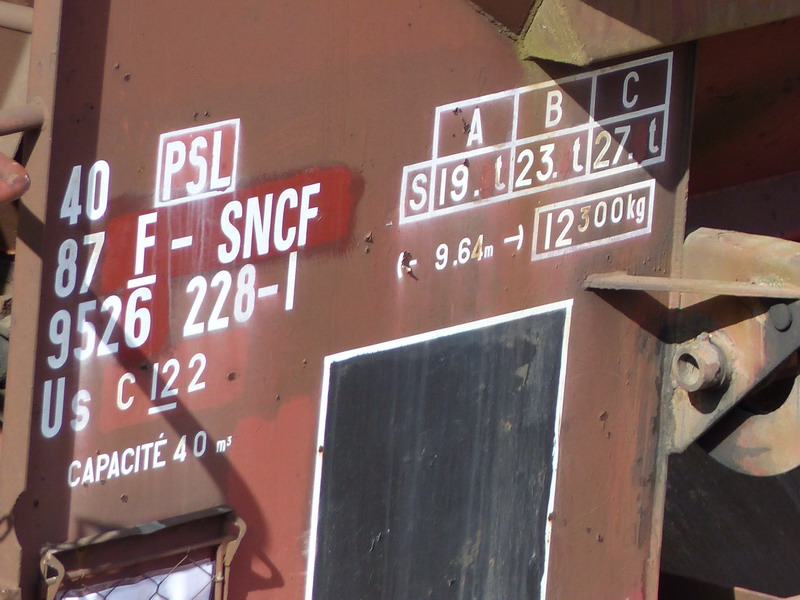 40 PSL
87 F - SNCF
9526 228-1
Us C 122
CAPACITÉ 40 m³
A B C
S 19. t 23. t 27. t
(- 9.64m -)
12300kg